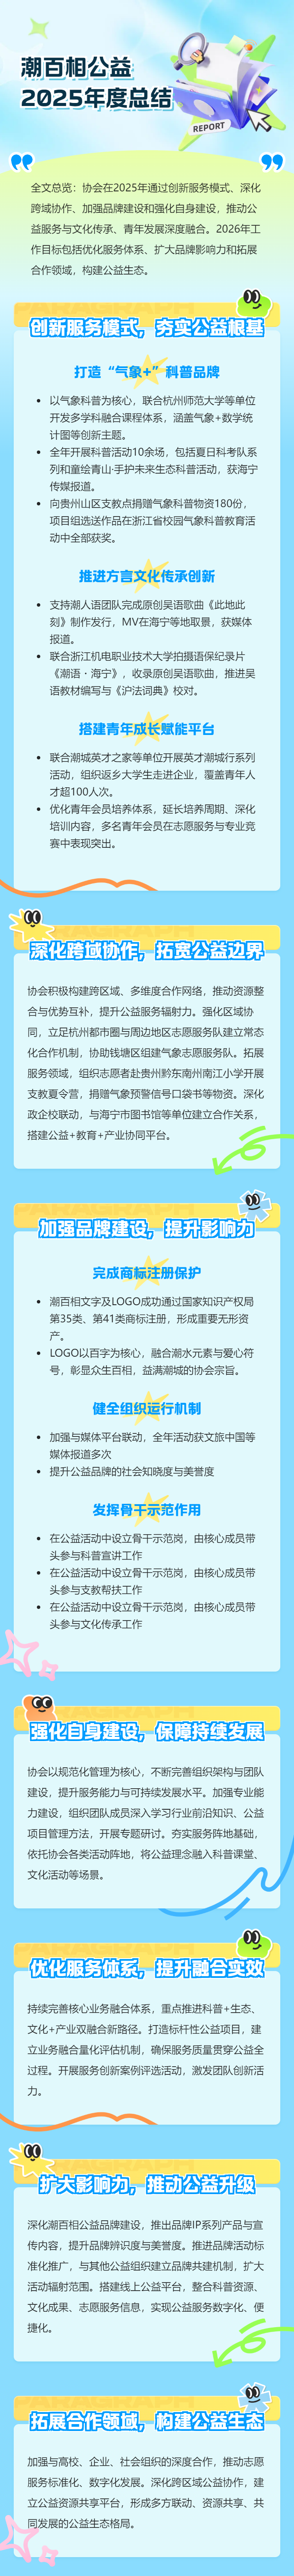 潮百相公益
2025年度总结
REPORT
全文总览：协会在2025年通过创新服务模式、深化
跨域协作、加强品牌建设和强化自身建设，推动公
益服务与文化传承、青年发展深度融合。2026年工
作目标包括优化服务体系、扩大品牌影响力和拓展
合作领域，构建公益生态。
创新服务模式，夯实公益根基
打造“气象+”科普品牌
• 以气象科普为核心，联合杭州师范大学等单位
开发多学科融合课程体系，涵盖气象+数学统
计图等创新主题。
• 全年开展科普活动10余场，包括夏日科考队系
列和童绘青山·手护未来生态科普活动，获海宁
传媒报道。
• 向贵州山区支教点捐赠气象科普物资180份，
项目组选送作品在浙江省校园气象科普教育活
动中全部获奖。
推进方言文化传承创新
• 支持潮人语团队完成原创吴语歌曲《此地此
刻》制作发行，MV在海宁等地取景，获媒体
报道。
• 联合浙江机电职业技术大学拍摄语保纪录片
《潮语·海宁》，收录原创吴语歌曲，推进吴
语教材编写与《沪法词典》校对。
搭建青年人才赋能平台
• 联合潮城英才之家等单位开展英才潮城行系列
活动，组织返乡大学生走进企业，覆盖青年人
才超100人次。
• 优化青年会员培养体系，延长培养周期、深化
培训内容，多名青年会员在志愿服务与专业竞
赛中表现突出。
深化跨域协作，拓宽公益边界
协会积极构建跨区域、多维度合作网络，推动资源整
合与优势互补，提升公益服务辐射力。强化区域协
同，立足杭州都市圈与周边地区志愿服务队建立常态
化合作机制，协助钱塘区组建气象志愿服务队。拓展
服务领域，组织志愿者赴贵州黔东南州南江小学开展
支教夏令营，捐赠气象预警信号口袋书等物资。深化
政企校联动，与海宁市图书馆等单位建立合作关系，
搭建公益+教育+产业协同平台。
加强品牌建设，提升影响力
完成商标注册保护
• 潮百相文字及LOGO成功通过国家知识产权局
第35类、第41类商标注册，形成重要无形资
产。
• LOGO以百字为核心，融合潮水元素与爱心符
号，彰显众生百相，益满潮城的协会宗旨。
健全组织运行机制
• 加强与媒体平台联动，全年活动获文旅中国等
媒体报道多次
• 提升公益品牌的社会知晓度与美誉度
发挥骨干示范作用
• 在公益活动中设立骨干示范岗，由核心成员带
头参与科普宣讲工作
• 在公益活动中设立骨干示范岗，由核心成员带
头参与支教帮扶工作
• 在公益活动中设立骨干示范岗，由核心成员带
头参与文化传承工作
强化自身建设，保障持续发展
协会以规范化管理为核心，不断完善组织架构与团队
建设，提升服务能力与可持续发展水平。加强专业能
力建设，组织团队成员深入学习行业前沿知识、公益
项目管理方法，开展专题研讨。夯实服务阵地基础，
依托协会各类活动阵地，将公益理念融入科普课堂、
文化活动等场景。
优化服务体系，提升融合实效
持续完善核心业务融合体系，重点推进科普+生态、
文化+产业双融合新路径。打造标杆性公益项目，建
立业务融合量化评估机制，确保服务质量贯穿公益全
过程。开展服务创新案例评选活动，激发团队创新活
力。
扩大影响力，推动公益升级
深化潮百相公益品牌建设，推出品牌IP系列产品与宣
传内容，提升品牌辨识度与美誉度。推进品牌活动标
准化推广，与其他公益组织建立品牌共建机制，扩大
活动辐射范围。搭建线上公益平台，整合科普资源、
文化成果、志愿服务信息，实现公益服务数字化、便
捷化。
拓展合作领域，构建公益生态
加强与高校、企业、社会组织的深度合作，推动志愿
服务标准化、数字化发展。深化跨区域公益协作，建
立公益资源共享平台，形成多方联动、资源共享、共
同发展的公益生态格局。